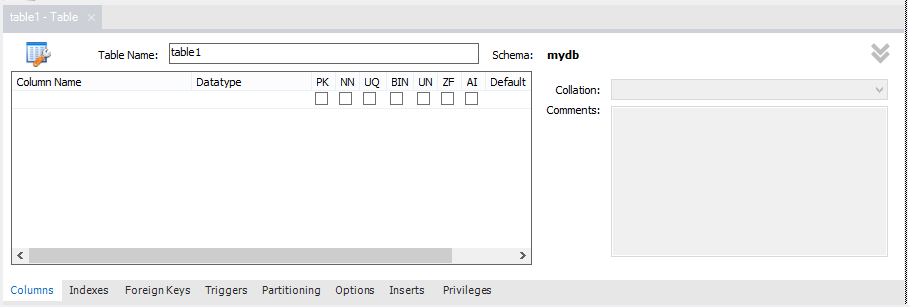 table1 - Table ×
Table Name: table1 Schema: mydb
Column Name Datatype PK NN UQ BIN UN ZF AI Default
Collation:
Comments:
Columns Indexes Foreign Keys Triggers Partitioning Options Inserts Privileges